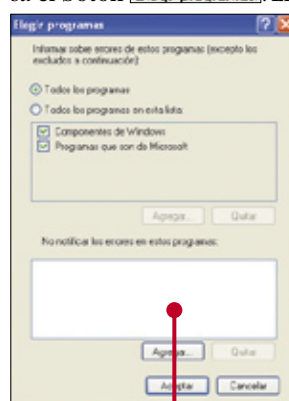 en el botón
Elegir programas
Informar sobre errores de estos programas (excepto los
excluidos a continuación):
Todos los programas
Todos los programas en esta lista:
Componentes de Windows
Programas que son de Microsoft
Agregar... Quitar
No notificar los errores en estos programas:
Agregar... Quitar
Aceptar Cancelar